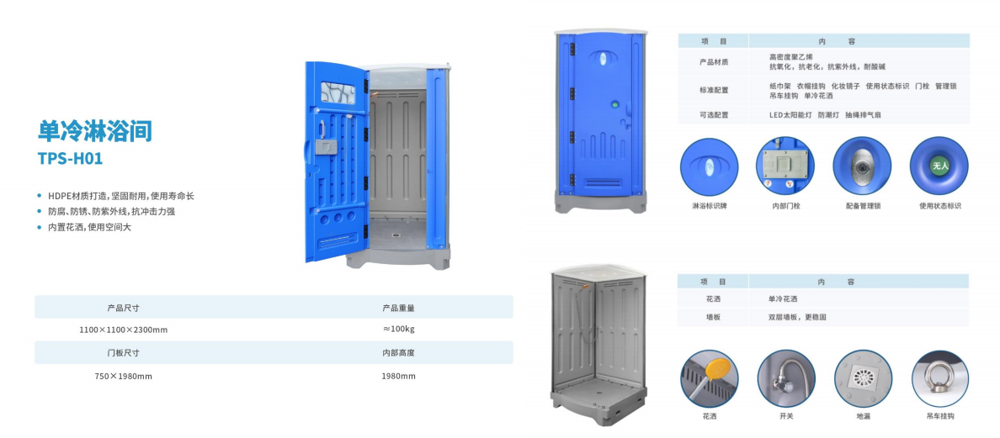 单冷淋浴间
TPS-H01
HDPE材质打造,坚固耐用,使用寿命长
防腐、防锈、防紫外线,抗冲击力强
内置花洒,使用空间大
产品尺寸 产品重量
1100×1100×2300mm ≈100kg
门板尺寸 内部高度
750×1980mm 1980mm
项 目 内 容
产品材质 高密度聚乙烯
抗氧化，抗老化，抗紫外线，耐酸碱
标准配置 纸巾架 衣帽挂钩 化妆镜子 使用状态标识 门栓 管理锁
吊车挂钩 单冷花洒
可选配置 LED太阳能灯 防潮灯 抽绳排气扇
无人
淋浴标识牌 内部门栓 配备管理锁 使用状态标识
项 目 内 容
花洒 单冷花洒
墙板 双层墙板，更稳固
花洒 开关 地漏 吊车挂钩